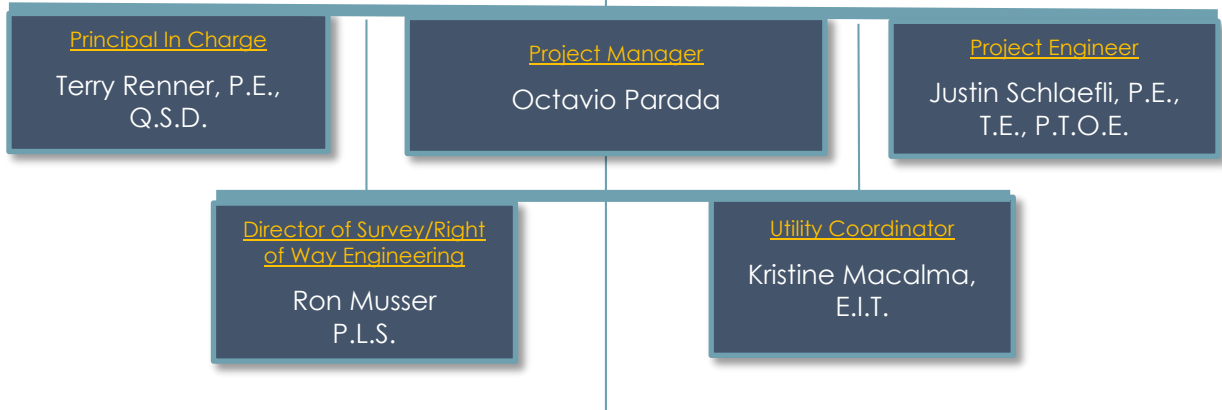 Principal In Charge
Terry Renner, P.E.,
Q.S.D.
Project Manager
Octavio Parada
Project Engineer
Justin Schlaefli, P.E.,
T.E., P.T.O.E.
Director of Survey/Right
of Way Engineering
Ron Musser
P.L.S.
Utility Coordinator
Kristine Macalma,
E.I.T.